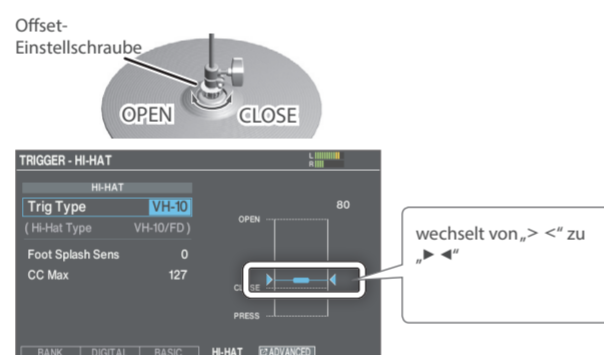 Offset-
Einstellschraube
OPEN CLOSE
TRIGGER - HI-HAT
L
R
HI-HAT
Trig Type VH-10
80
( Hi-Hat Type VH-10/FD )
OPEN
Foot Splash Sens 0
CC Max 127
CLOSE
PRESS
BANK DIGITAL BASIC HI-HAT ADVANCED
wechselt von „> <“ zu
„► ◄“